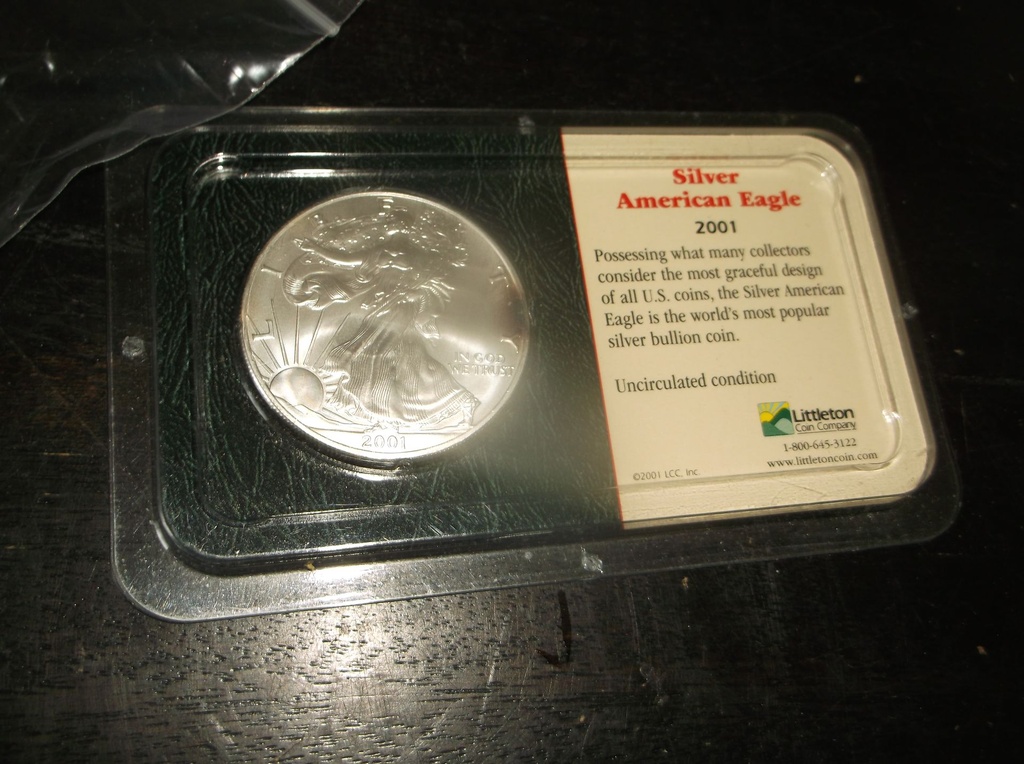 LIBERTY
IN GOD
WE TRUST
2001
Silver
American Eagle
2001
Possessing what many collectors
consider the most graceful design
of all U.S. coins, the Silver American
Eagle is the world's most popular
silver bullion coin.
Uncirculated condition
Littleton
Coin Company
1-800-645-3122
www.littletoncoin.com
©2001 LCC, Inc.